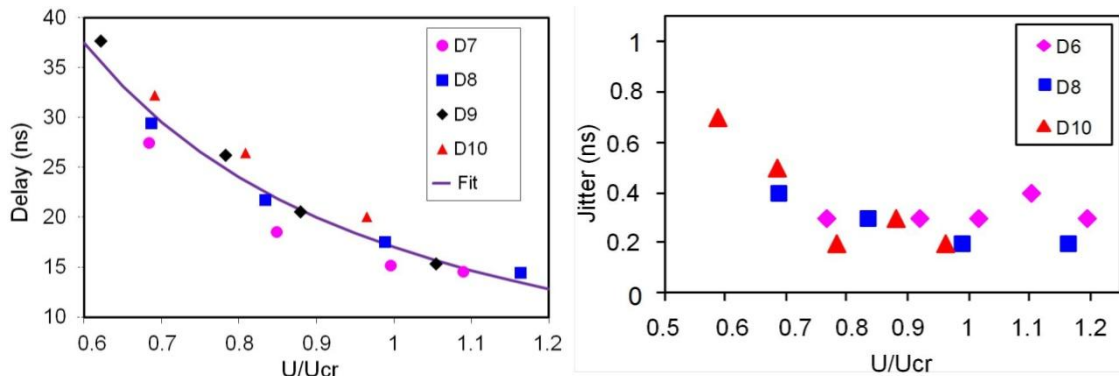 40
35
30
25
20
15
10
Delay (ns)
0.6 0.7 0.8 0.9 1 1.1 1.2
U/Ucr
D7
D8
D9
D10
Fit
1
0.8
0.6
0.4
0.2
0
Jitter (ns)
0.5 0.6 0.7 0.8 0.9 1 1.1 1.2
U/Ucr
D6
D8
D10